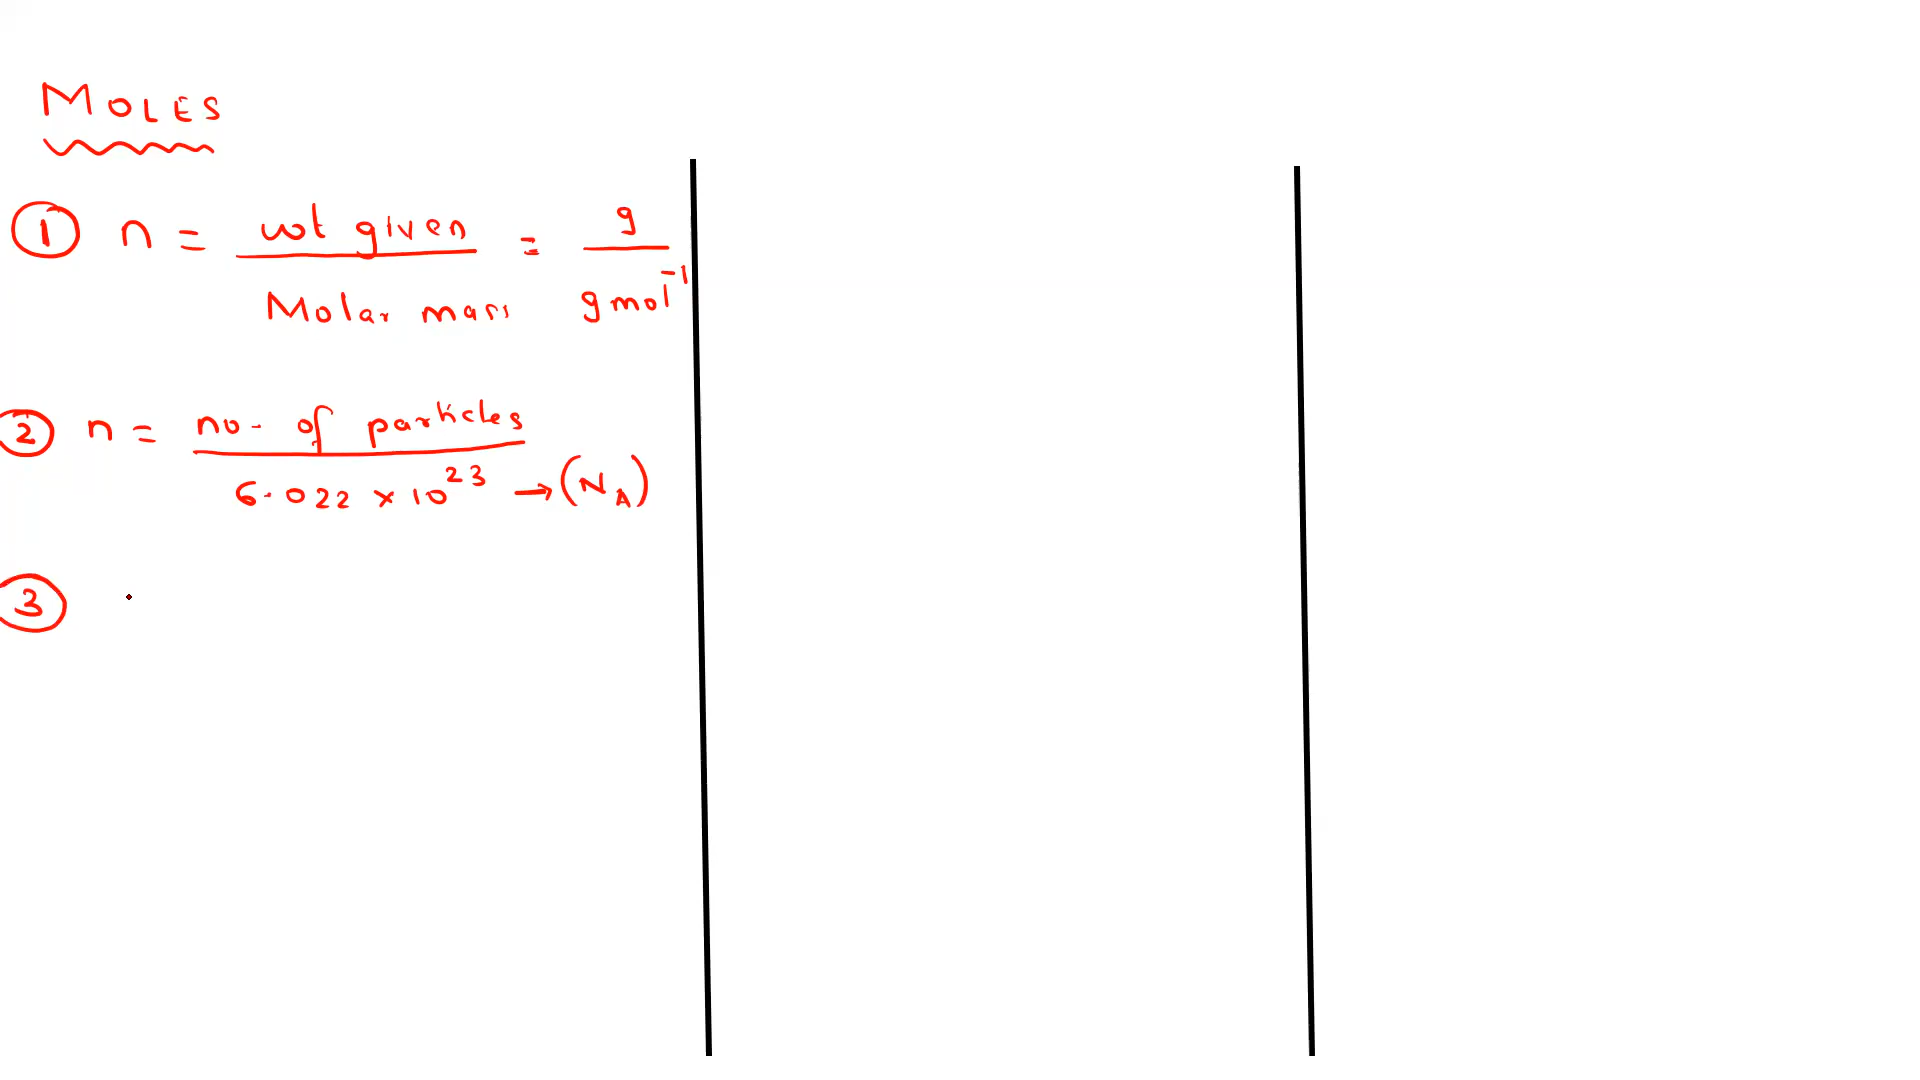 MOLES
① n = wt given / Molar mass = g / g mol⁻¹
② n = no. of particles / 6.022 × 10²³ → (N_A)
③